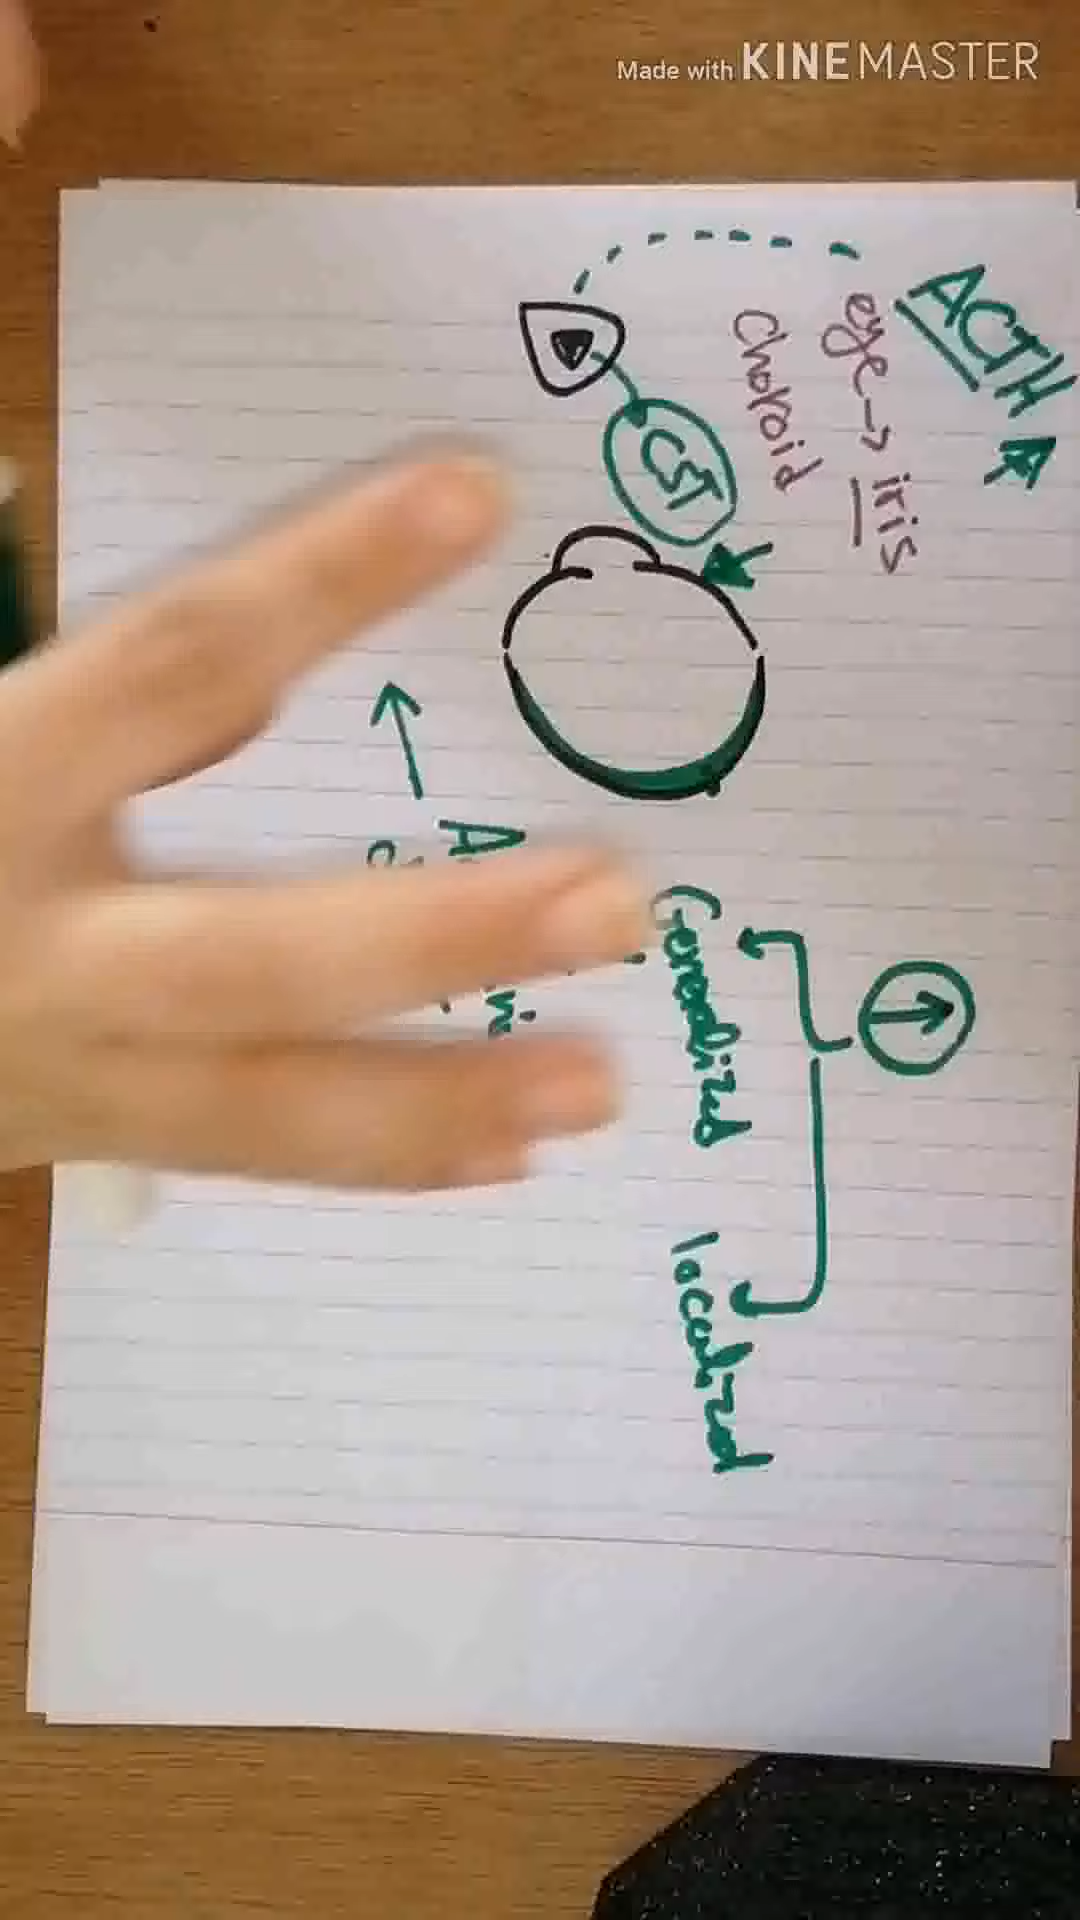 Made with KINEMASTER
ACTH
eye → iris
choroid
CST
↑
Generalized localized